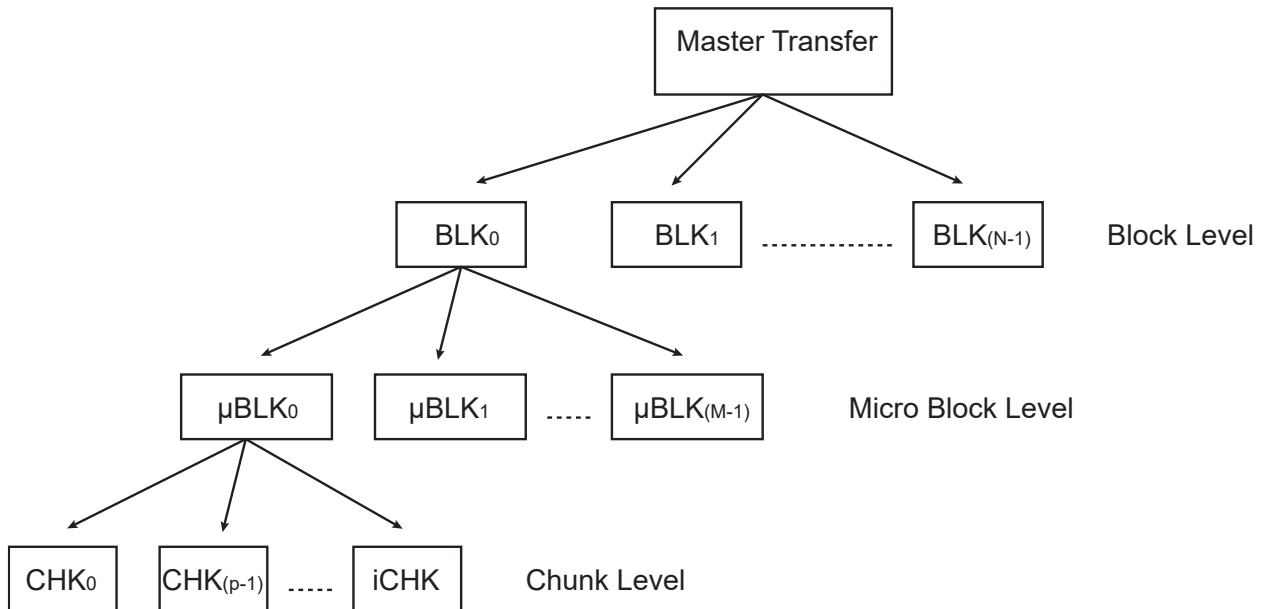 Master Transfer
BLK0
BLK1
BLK(N-1)
Block Level
µBLK0
µBLK1
µBLK(M-1)
Micro Block Level
CHK0
CHK(p-1)
iCHK
Chunk Level